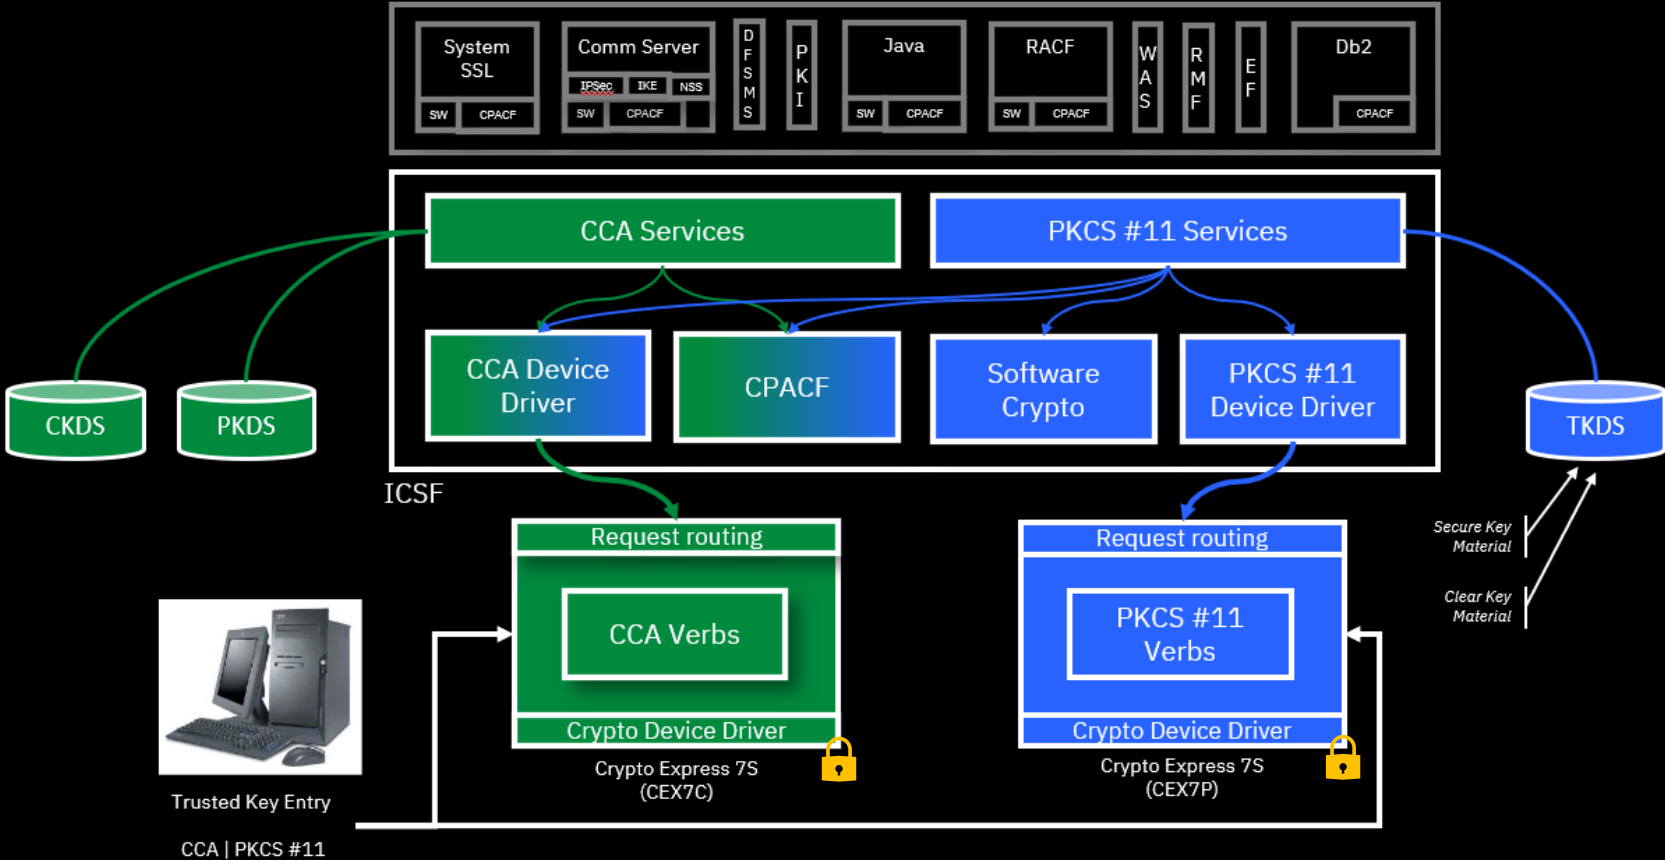 System
SSL
SW
CPACF
Comm Server
IPSec
IKE
NSS
SW
CPACF
D
F
S
M
S
P
K
I
Java
SW
CPACF
RACF
SW
CPACF
W
A
S
R
M
F
E
F
Db2
CPACF
CCA Services
PKCS #11 Services
CCA Device
Driver
CPACF
Software
Crypto
PKCS #11
Device Driver
CKDS
PKDS
TKDS
ICSF
Secure Key
Material
Clear Key
Material
Request routing
CCA Verbs
Crypto Device Driver
Crypto Express 7S
(CEX7C)
Request routing
PKCS #11
Verbs
Crypto Device Driver
Crypto Express 7S
(CEX7P)
Trusted Key Entry
CCA | PKCS #11